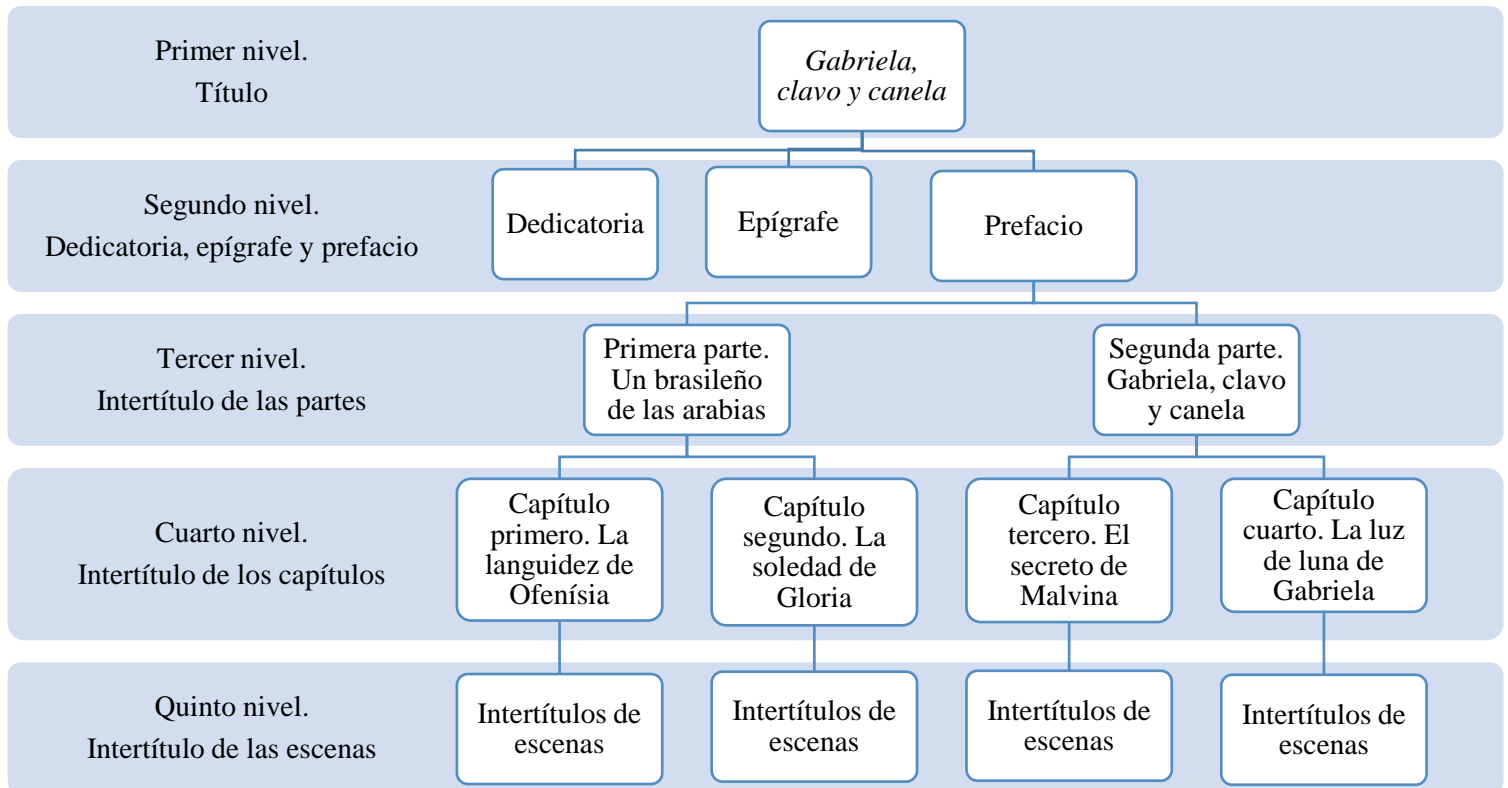 Primer nivel.
Título
Gabriela,
clavo y canela
Segundo nivel.
Dedicatoria, epígrafe y prefacio
Dedicatoria
Epígrafe
Prefacio
Tercer nivel.
Intertítulo de las partes
Primera parte.
Un brasileño
de las arabias
Segunda parte.
Gabriela, clavo
y canela
Cuarto nivel.
Intertítulo de los capítulos
Capítulo
primero. La
languidez de
Ofenísia
Capítulo
segundo. La
soledad de
Gloria
Capítulo
tercero. El
secreto de
Malvina
Capítulo
cuarto. La luz
de luna de
Gabriela
Quinto nivel.
Intertítulo de las escenas
Intertítulos de
escenas
Intertítulos de
escenas
Intertítulos de
escenas
Intertítulos de
escenas